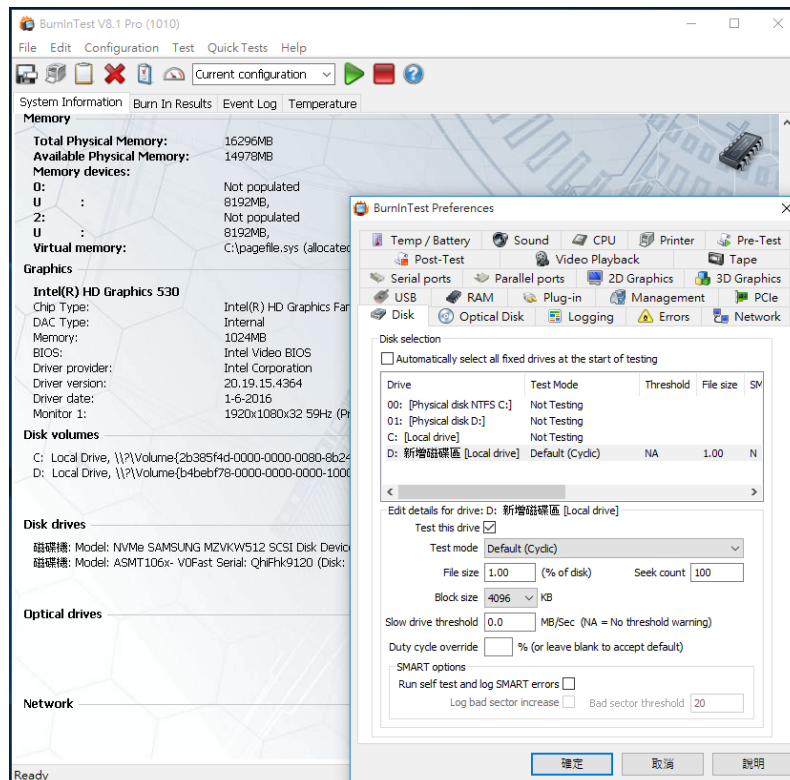 BurnInTest V8.1 Pro (1010)
File Edit Configuration Test Quick Tests Help
Current configuration
System Information Burn In Results Event Log Temperature
Memory
Total Physical Memory: 16296MB
Available Physical Memory: 14978MB
Memory devices:
0: Not populated
U : 8192MB,
2: Not populated
U : 8192MB,
Virtual memory: C:\pagefile.sys (allocated
Graphics
Intel(R) HD Graphics 530
Chip Type: Intel(R) HD Graphics Fam
DAC Type: Internal
Memory: 1024MB
BIOS: Intel Video BIOS
Driver provider: Intel Corporation
Driver version: 20.19.15.4364
Driver date: 1-6-2016
Monitor 1: 1920x1080x32 59Hz (Pr
Disk volumes
C: Local Drive, \\?\Volume{2b385f4d-0000-0000-0080-8b24
D: Local Drive, \\?\Volume{b4bebf78-0000-0000-0000-1000
Disk drives
磁碟機: Model: NVMe SAMSUNG MZVKW512 SCSI Disk Device
磁碟機: Model: ASMT106x- V0Fast Serial: QhiFhk9120 (Disk:
Optical drives
Network
Ready
BurnInTest Preferences
Temp / Battery Sound CPU Printer Pre-Test
Post-Test Video Playback Tape
Serial ports Parallel ports 2D Graphics 3D Graphics
USB RAM Plug-in Management PCIe
Disk Optical Disk Logging Errors Network
Disk selection
Automatically select all fixed drives at the start of testing
Drive Test Mode Threshold File size SM
00: [Physical disk NTFS C:] Not Testing
01: [Physical disk D:] Not Testing
C: [Local drive] Not Testing
D: 新增磁碟區 [Local drive] Default (Cyclic) NA 1.00 N
Edit details for drive: D: 新增磁碟區 [Local drive]
Test this drive
Test mode Default (Cyclic)
File size 1.00 (% of disk) Seek count 100
Block size 4096 KB
Slow drive threshold 0.0 MB/Sec (NA = No threshold warning)
Duty cycle override % (or leave blank to accept default)
SMART options
Run self test and log SMART errors
Log bad sector increase Bad sector threshold 20
確定 取消 說明